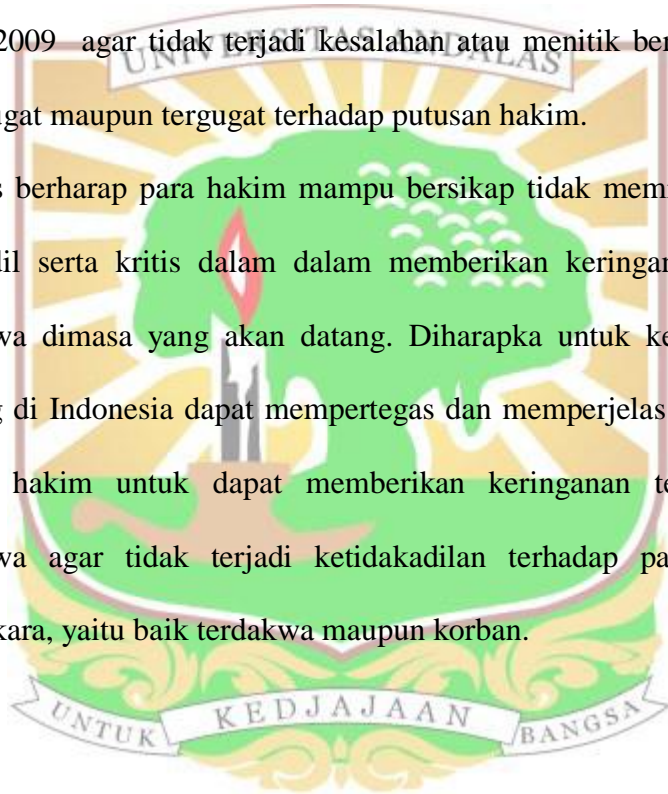 2009 agar tidak terjadi kesalahan atau menitik ber
UNIVERSITAS ANDALAS
ugat maupun tergugat terhadap putusan hakim.
s berharap para hakim mampu bersikap tidak mem
dil serta kritis dalam dalam memberikan keringan
wa dimasa yang akan datang. Diharapka untuk ke
g di Indonesia dapat mempertegas dan memperjelas
hakim untuk dapat memberikan keringanan te
wa agar tidak terjadi ketidakadilan terhadap pa
kara, yaitu baik terdakwa maupun korban.
UNTUK KEDJAJAAN BANGSA